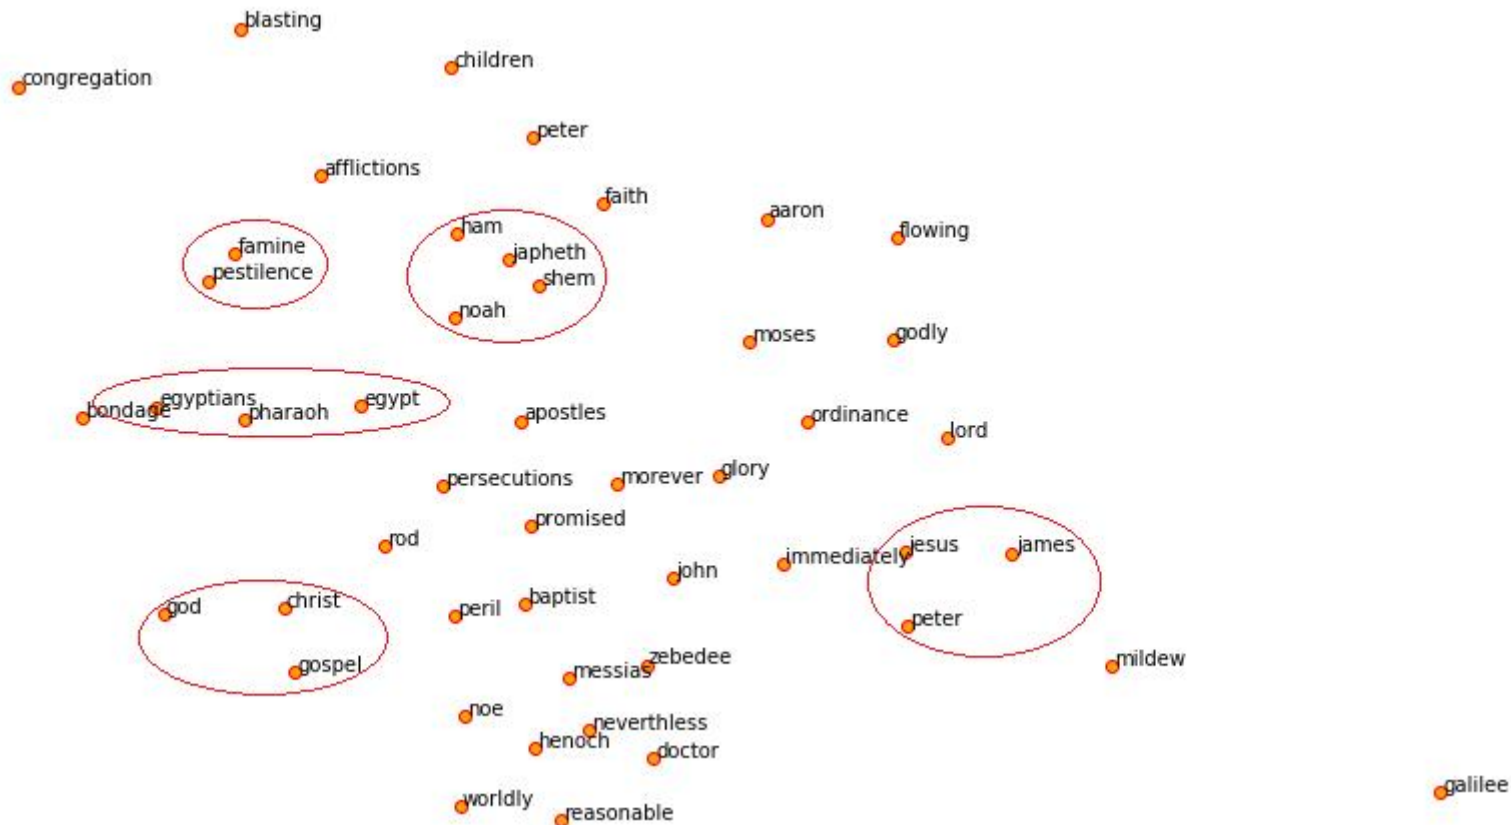 blasting
children
congregation
peter
afflictions
faith
aaron
ham
flowing
famine
japheth
pestilence
shem
noah
moses
godly
egyptians
egypt
bondage
pharaoh
apostles
ordinance
lord
persecutions
morever
glory
promised
rod
jesus
james
immediately
john
god
christ
peril
baptist
peter
gospel
messias
zebedee
mildew
noe
neverthless
henoch
doctor
galilee
worldly
reasonable